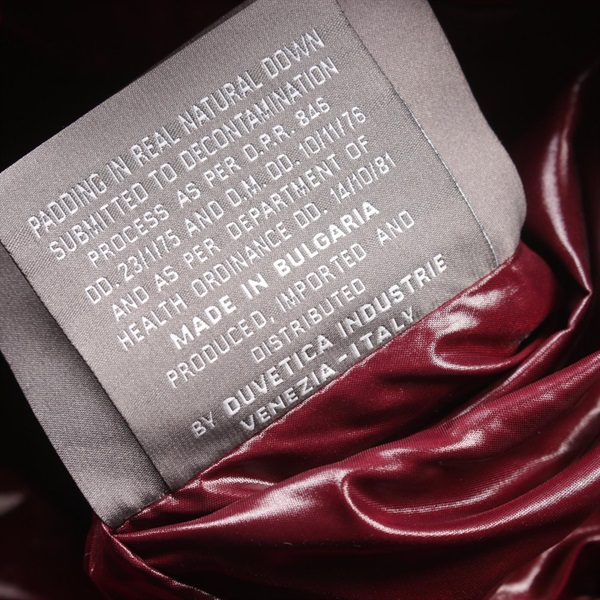 PADDING IN REAL NATURAL DOWN
SUBMITTED TO DECONTAMINATION
PROCESS AS PER D.P.R. 846
DD. 23/1/75 AND D.M. DD. 10/11/76
AND AS PER DEPARTMENT OF
HEALTH ORDINANCE DD. 14/10/81
MADE IN BULGARIA
PRODUCED, IMPORTED AND
DISTRIBUTED
BY DUVETICA INDUSTRIE
VENEZIA-ITALY